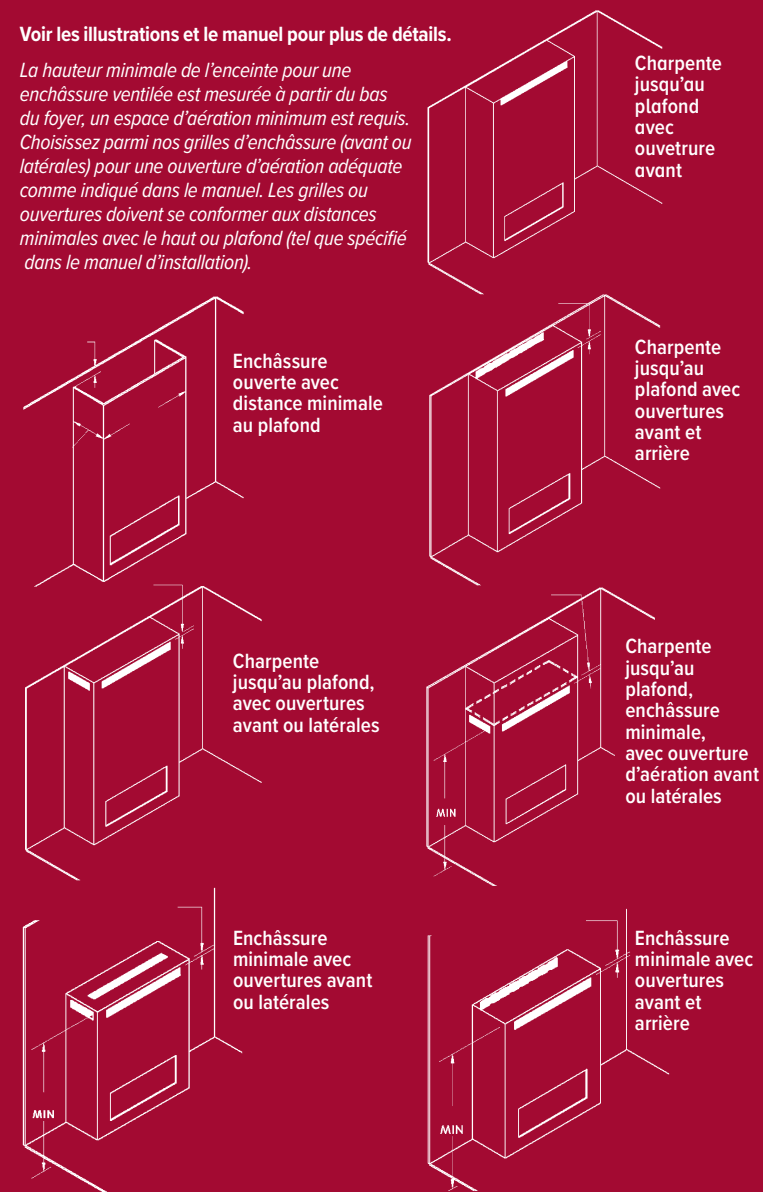 Voir les illustrations et le manuel pour plus de détails.
La hauteur minimale de l'enceinte pour une
enchâssure ventilée est mesurée à partir du bas
du foyer, un espace d'aération minimum est requis.
Choisissez parmi nos grilles d'enchâssure (avant ou
latérales) pour une ouverture d'aération adéquate
comme indiqué dans le manuel. Les grilles ou
ouvertures doivent se conformer aux distances
minimales avec le haut ou plafond (tel que spécifié
dans le manuel d'installation).
Charpente
jusqu'au
plafond
avec
ouvetrure
avant
Enchâssure
ouverte avec
distance minimale
au plafond
Charpente
jusqu'au
plafond avec
ouvertures
avant et
arrière
Charpente
jusqu'au plafond,
avec ouvertures
avant ou latérales
Charpente
jusqu'au
plafond,
enchâssure
minimale,
avec ouverture
d'aération avant
ou latérales
MIN
Enchâssure
minimale avec
ouvertures avant
ou latérales
MIN
Enchâssure
minimale avec
ouvertures
avant et
arrière
MIN